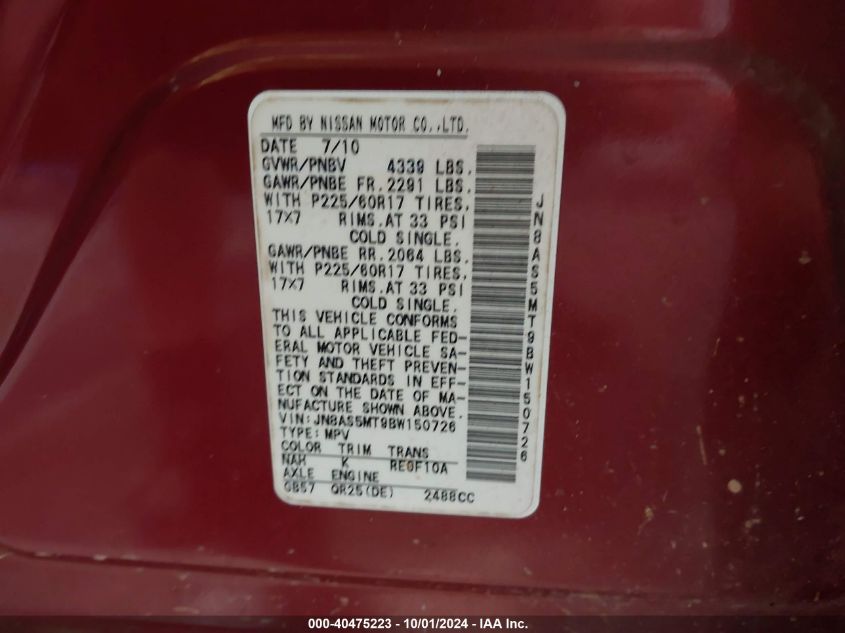 MFD BY NISSAN MOTOR CO.,LTD.
DATE 7/10
GVWR/PNBV 4339 LBS.
GAWR/PNBE FR.2291 LBS.
WITH P225/60R17 TIRES,
17X7 RIMS.AT 33 PSI
COLD SINGLE.
GAWR/PNBE RR.2064 LBS.
WITH P225/60R17 TIRES,
17X7 RIMS.AT 33 PSI
COLD SINGLE.
THIS VEHICLE CONFORMS
TO ALL APPLICABLE FED-
ERAL MOTOR VEHICLE SA-
FETY AND THEFT PREVEN-
TION STANDARDS IN EFF-
ECT ON THE DATE OF MA-
NUFACTURE SHOWN ABOVE.
VIN:JN8AS5MT9BW150726
TYPE:MPV
COLOR TRIM TRANS
NAH K RE0F10A
AXLE ENGINE
GB57 QR25(DE) 2488CC
JN8AS5MT9BW150726
000-40475223 - 10/01/2024 - IAA Inc.